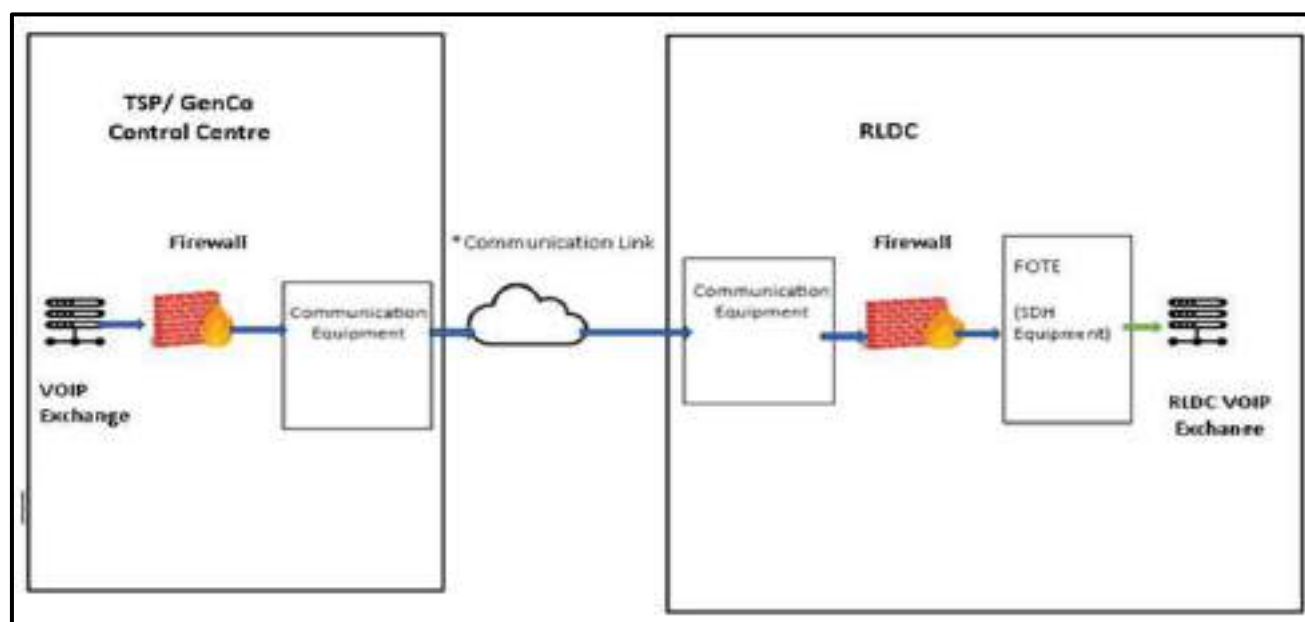 TSP/ GenCo
Control Centre
RLDC
Firewall
*Communication Link
Firewall
FOTE
(SDH
Equipment)
Communication
Equipment
Communication
Equipment
VOIP
Exchange
RLDC VOIP
Exchange